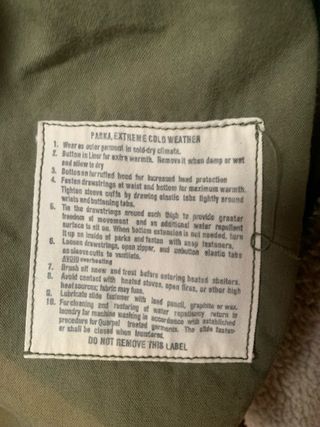 PARKA, EXTREME COLD WEATHER
1. Wear as outer garment in cold-dry climate.
2. Button in Liner for extra warmth. Remove it when damp or wet
and allow to dry
3. Button on furruffed hood for increased head protection
4. Fasten drawstrings at waist and bottom for maximum warmth.
Tighten sleeve cuffs by drawing elastic tabs tightly around
wrists and buttoning tabs.
5. Tie the drawstrings around each thigh to provide greater
freedom of movement and an additional water repellent
surface to sit on. When bottom extension is not needed, turn
it up to inside of parka and fasten with snap fasteners.
6. Loosen drawstrings, open zipper, and unbutton elastic tabs
on sleeve cuffs to ventilate.
AVOID overheating
7. Brush off snow and frost before entering heated shelters.
8. Avoid contact with heated stoves, open fires, or other high
heat sources; fabric may fuse.
9. Lubricate slide fastener with lead pencil, graphite or wax.
10. For cleaning and restoring of water repellency return to
laundry for machine washing in accordance with established
procedure for Quarpel treated garments. The slide fasten-
er shall be closed when laundered.
DO NOT REMOVE THIS LABEL